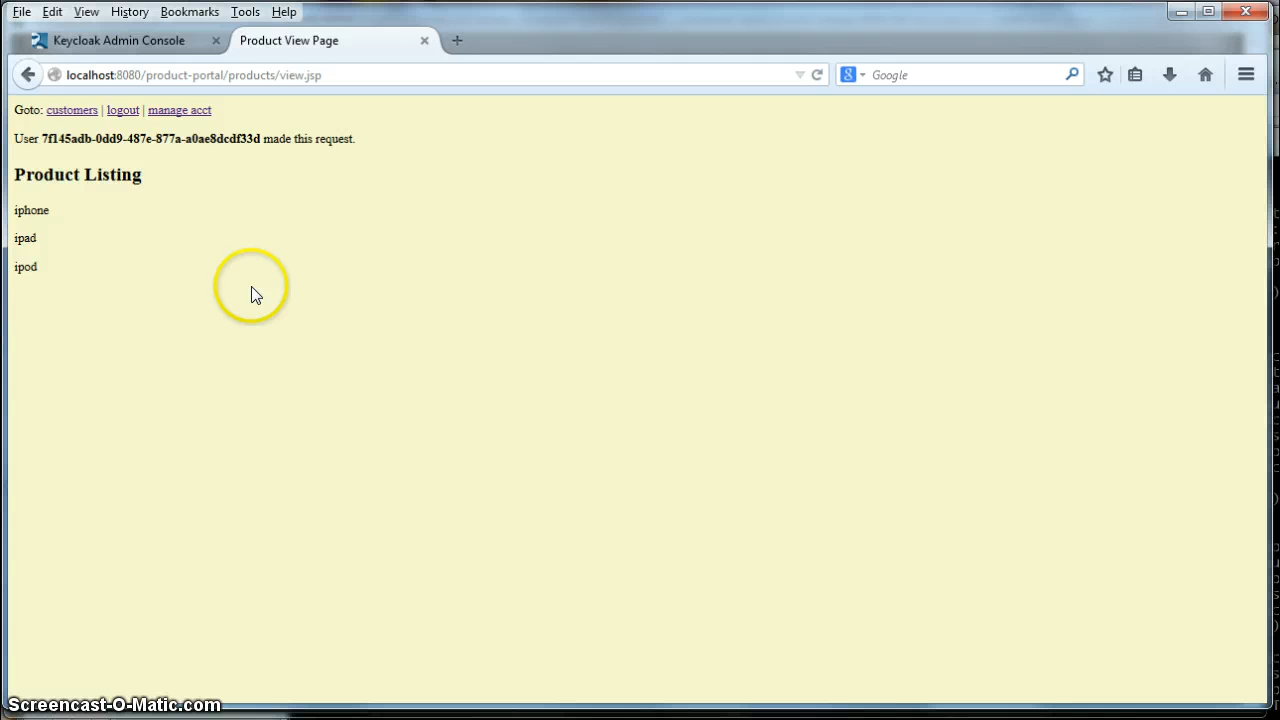 File Edit View History Bookmarks Tools Help
Keycloak Admin Console
Product View Page
localhost:8080/product-portal/products/view.jsp
Google
Goto: customers | logout | manage acct
User 7f145adb-0dd9-487e-877a-a0ae8dcdf33d made this request.
Product Listing
iphone
ipad
ipod
Screencast-O-Matic.com